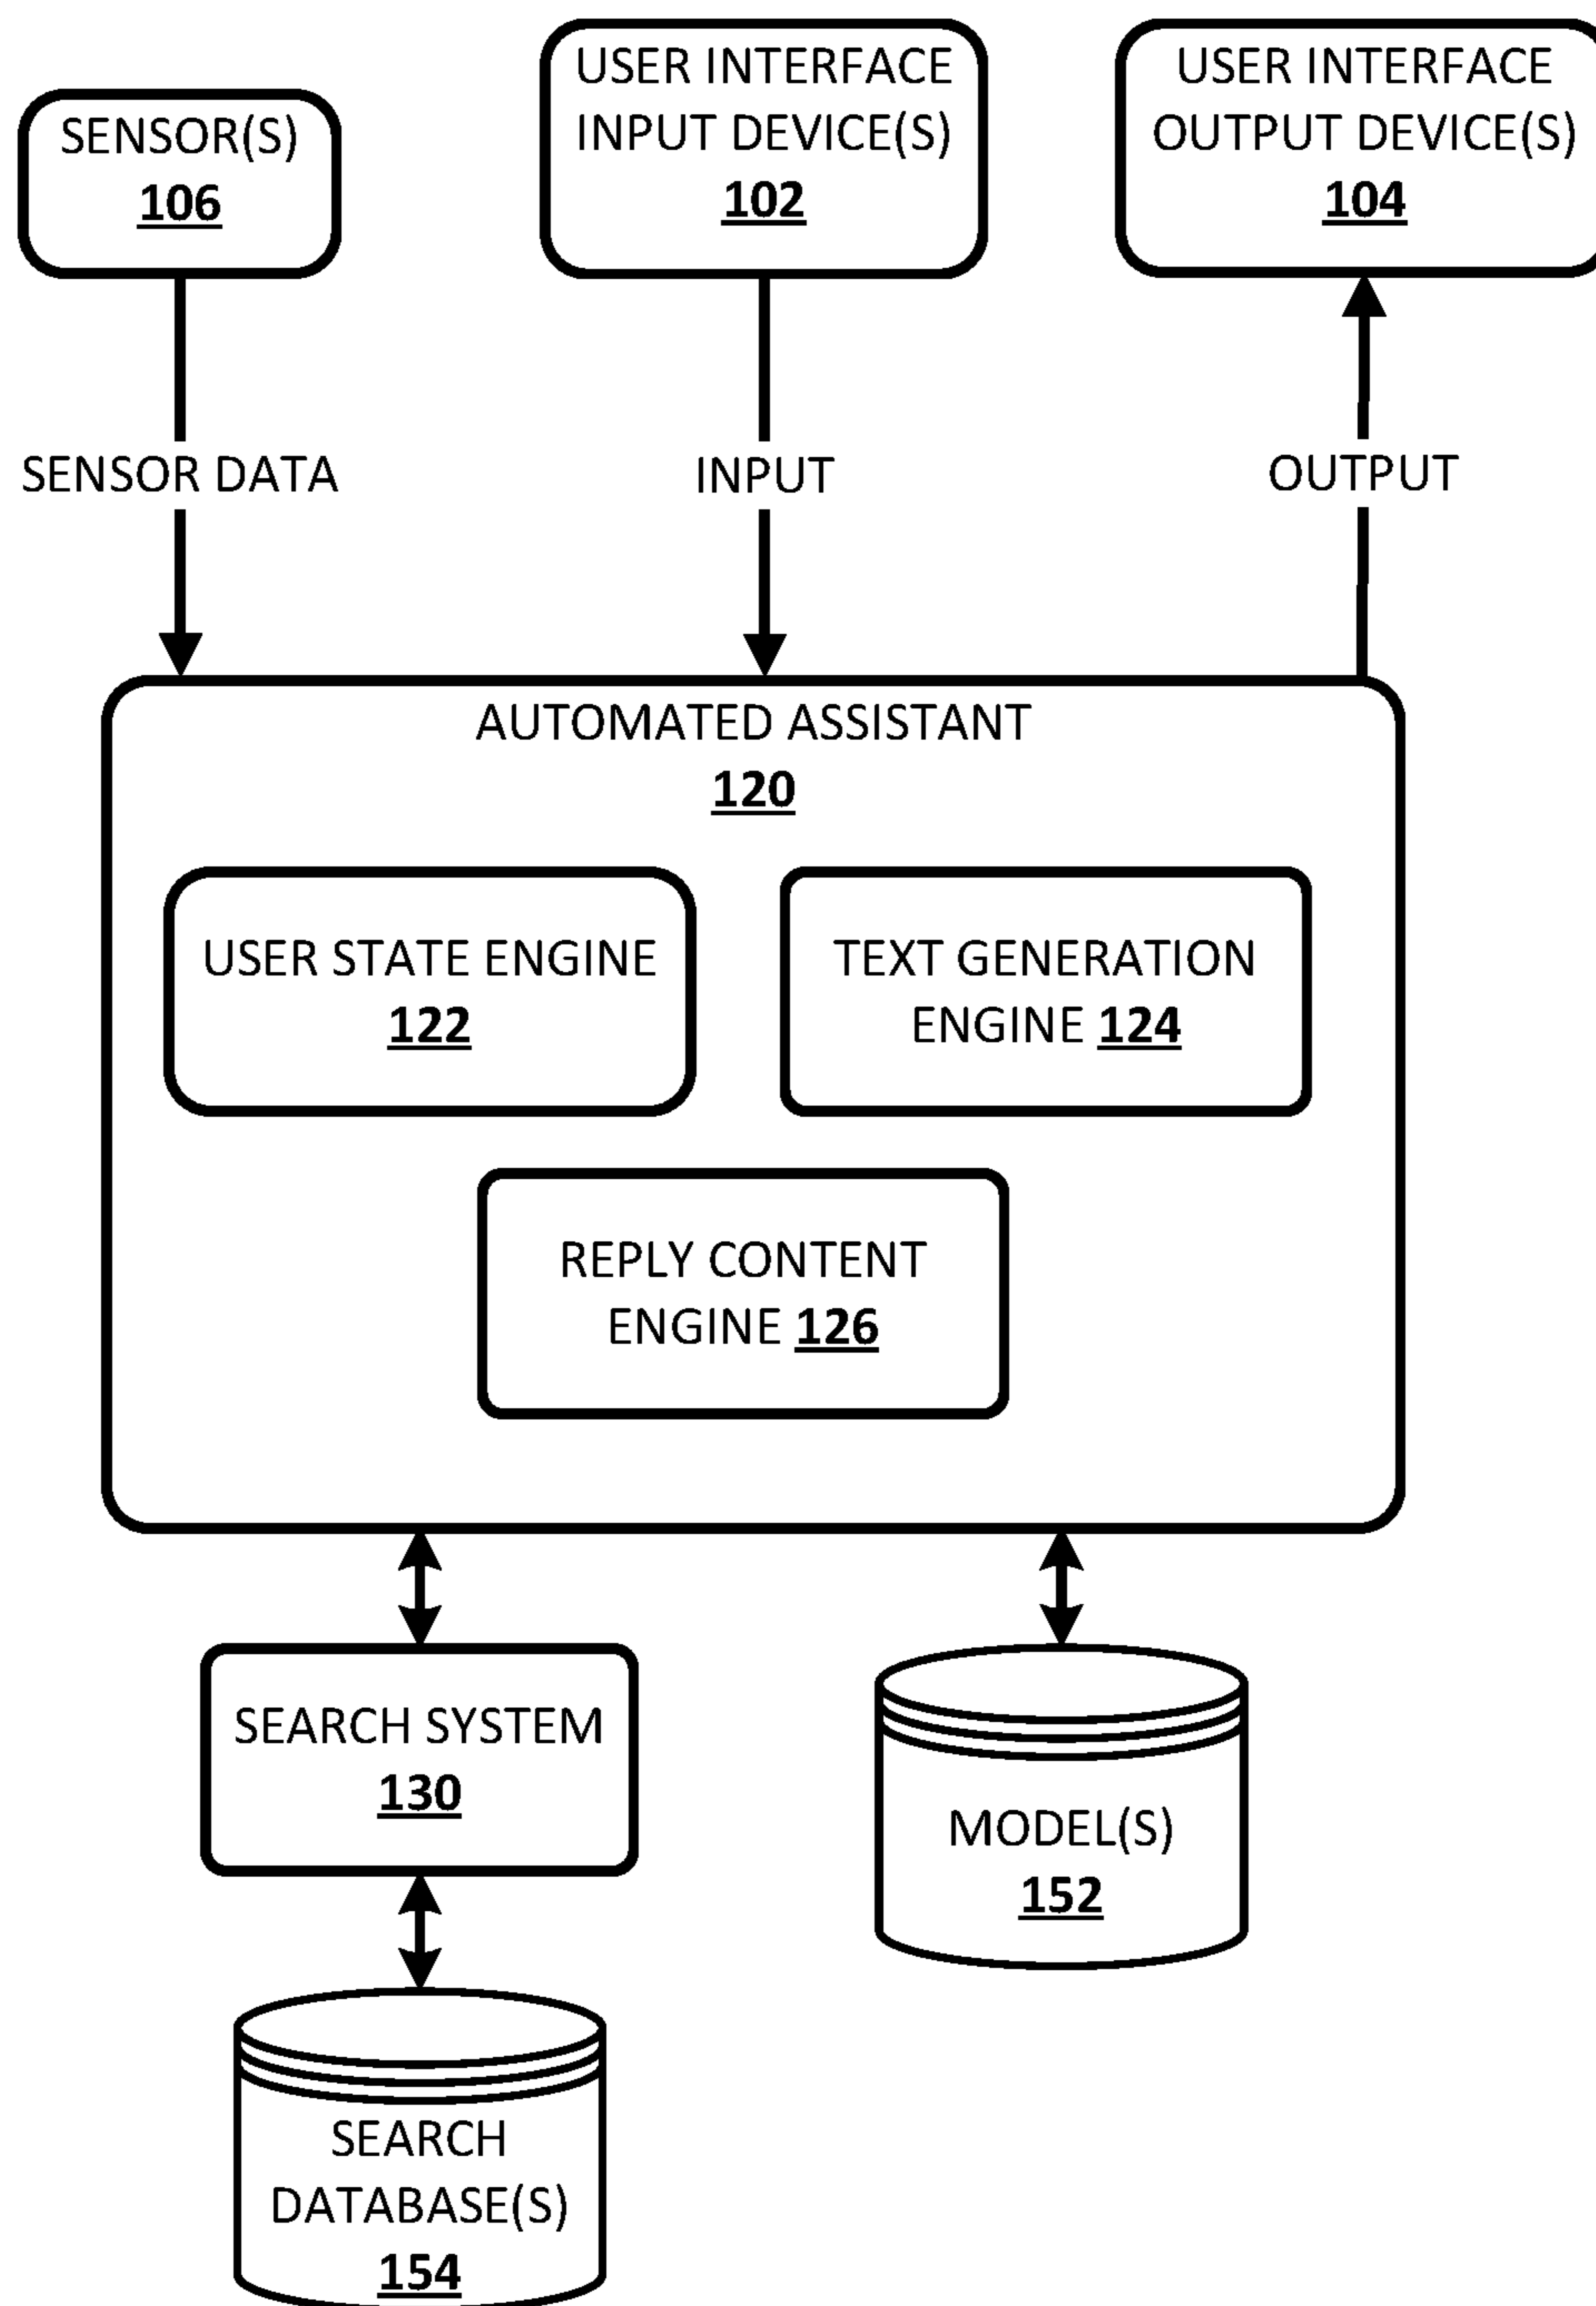 SENSOR(S)
106
USER INTERFACE
INPUT DEVICE(S)
102
USER INTERFACE
OUTPUT DEVICE(S)
104
SENSOR DATA
INPUT
OUTPUT
AUTOMATED ASSISTANT
120
USER STATE ENGINE
122
TEXT GENERATION
ENGINE 124
REPLY CONTENT
ENGINE 126
SEARCH SYSTEM
130
MODEL(S)
152
SEARCH
DATABASE(S)
154